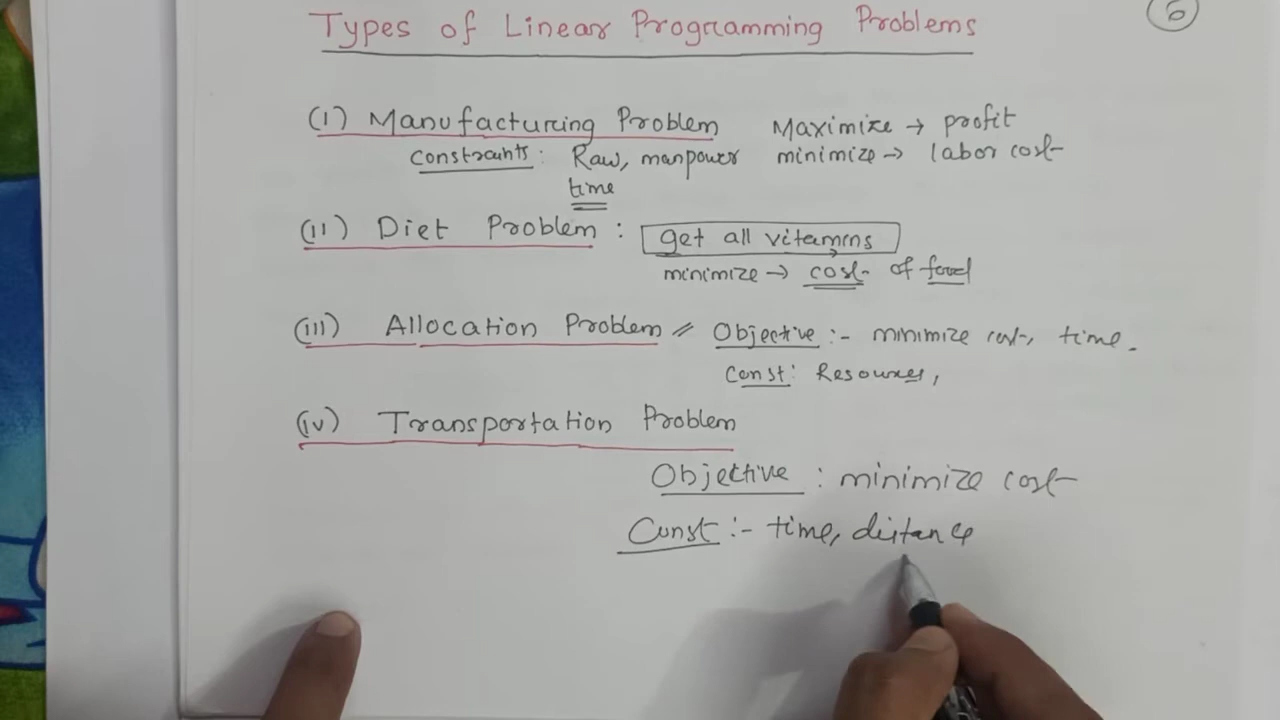 Types of Linear Programming Problems
6
(i) Manufacturing Problem Maximize → profit
Constraints : Raw, manpower minimize → labor cost
time
(ii) Diet Problem : get all vitamins
minimize → cost of food
(iii) Allocation Problem // Objective :- minimize cost, time.
Const : Resources,
(iv) Transportation Problem
Objective : minimize cost
Const :- time, distance